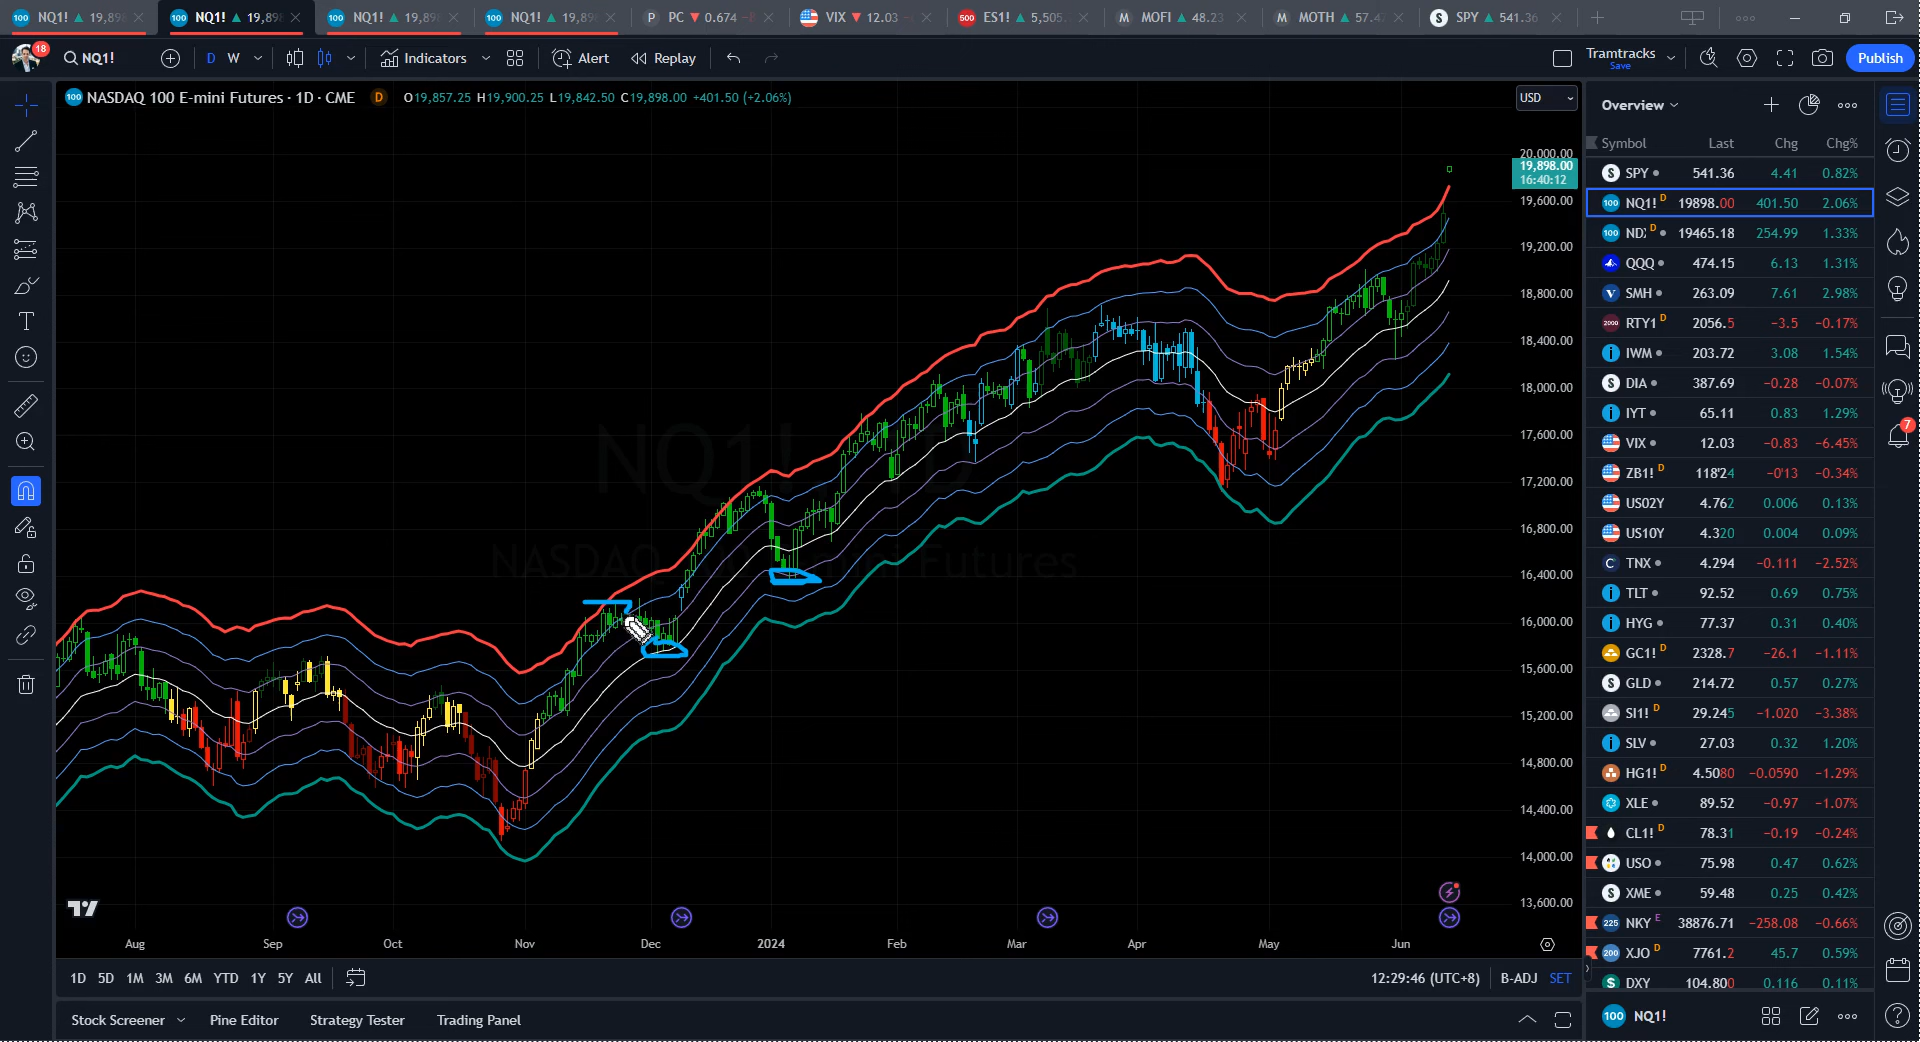 NQ1! ▲ 19,89
NQ1! ▲ 19,89
NQ1! ▲ 19,89
NQ1! ▲ 19,89
PC ▼ 0.674
VIX ▼ 12.03
ES1! ▲ 5,505.
MOFI ▲ 48.23
MOTH ▲ 57.4
SPY ▲ 541.36
18
NQ1!
D
W
Indicators
Alert
Replay
Tramtracks
Save
Publish
NASDAQ 100 E-mini Futures · 1D · CME
D
O19,857.25 H19,900.25 L19,842.50 C19,898.00 +401.50 (+2.06%)
USD
20,000.00
19,898.00
16:40:12
19,600.00
19,200.00
18,800.00
18,400.00
18,000.00
17,600.00
17,200.00
16,800.00
16,400.00
16,000.00
15,600.00
15,200.00
14,800.00
14,400.00
14,000.00
13,600.00
Aug Sep Oct Nov Dec 2024 Feb Mar Apr May Jun
1D 5D 1M 3M 6M YTD 1Y 5Y All
12:29:46 (UTC+8)
B-ADJ
SET
Stock Screener
Pine Editor
Strategy Tester
Trading Panel
Overview
Symbol Last Chg Chg%
SPY 541.36 4.41 0.82%
NQ1! D 19898.00 401.50 2.06%
NDX D 19465.18 254.99 1.33%
QQQ 474.15 6.13 1.31%
SMH 263.09 7.61 2.98%
RTY1 D 2056.5 −3.5 −0.17%
IWM 203.72 3.08 1.54%
DIA 387.69 −0.28 −0.07%
IYT 65.11 0.83 1.29%
VIX 12.03 −0.83 −6.45%
ZB1! D 118'24 −0'13 −0.34%
US02Y 4.762 0.006 0.13%
US10Y 4.320 0.004 0.09%
TNX 4.294 −0.111 −2.52%
TLT 92.52 0.69 0.75%
HYG 77.37 0.31 0.40%
GC1! D 2328.7 −26.1 −1.11%
GLD 214.72 0.57 0.27%
SI1! D 29.245 −1.020 −3.38%
SLV 27.03 0.32 1.20%
HG1! D 4.5080 −0.0590 −1.29%
XLE 89.52 −0.97 −1.07%
CL1! D 78.31 −0.19 −0.24%
USO 75.98 0.47 0.62%
XME 59.48 0.25 0.42%
NKY E 38876.71 −258.08 −0.66%
XJO D 7761.2 45.7 0.59%
DXY 104.800 0.116 0.11%
100 NQ1!
7